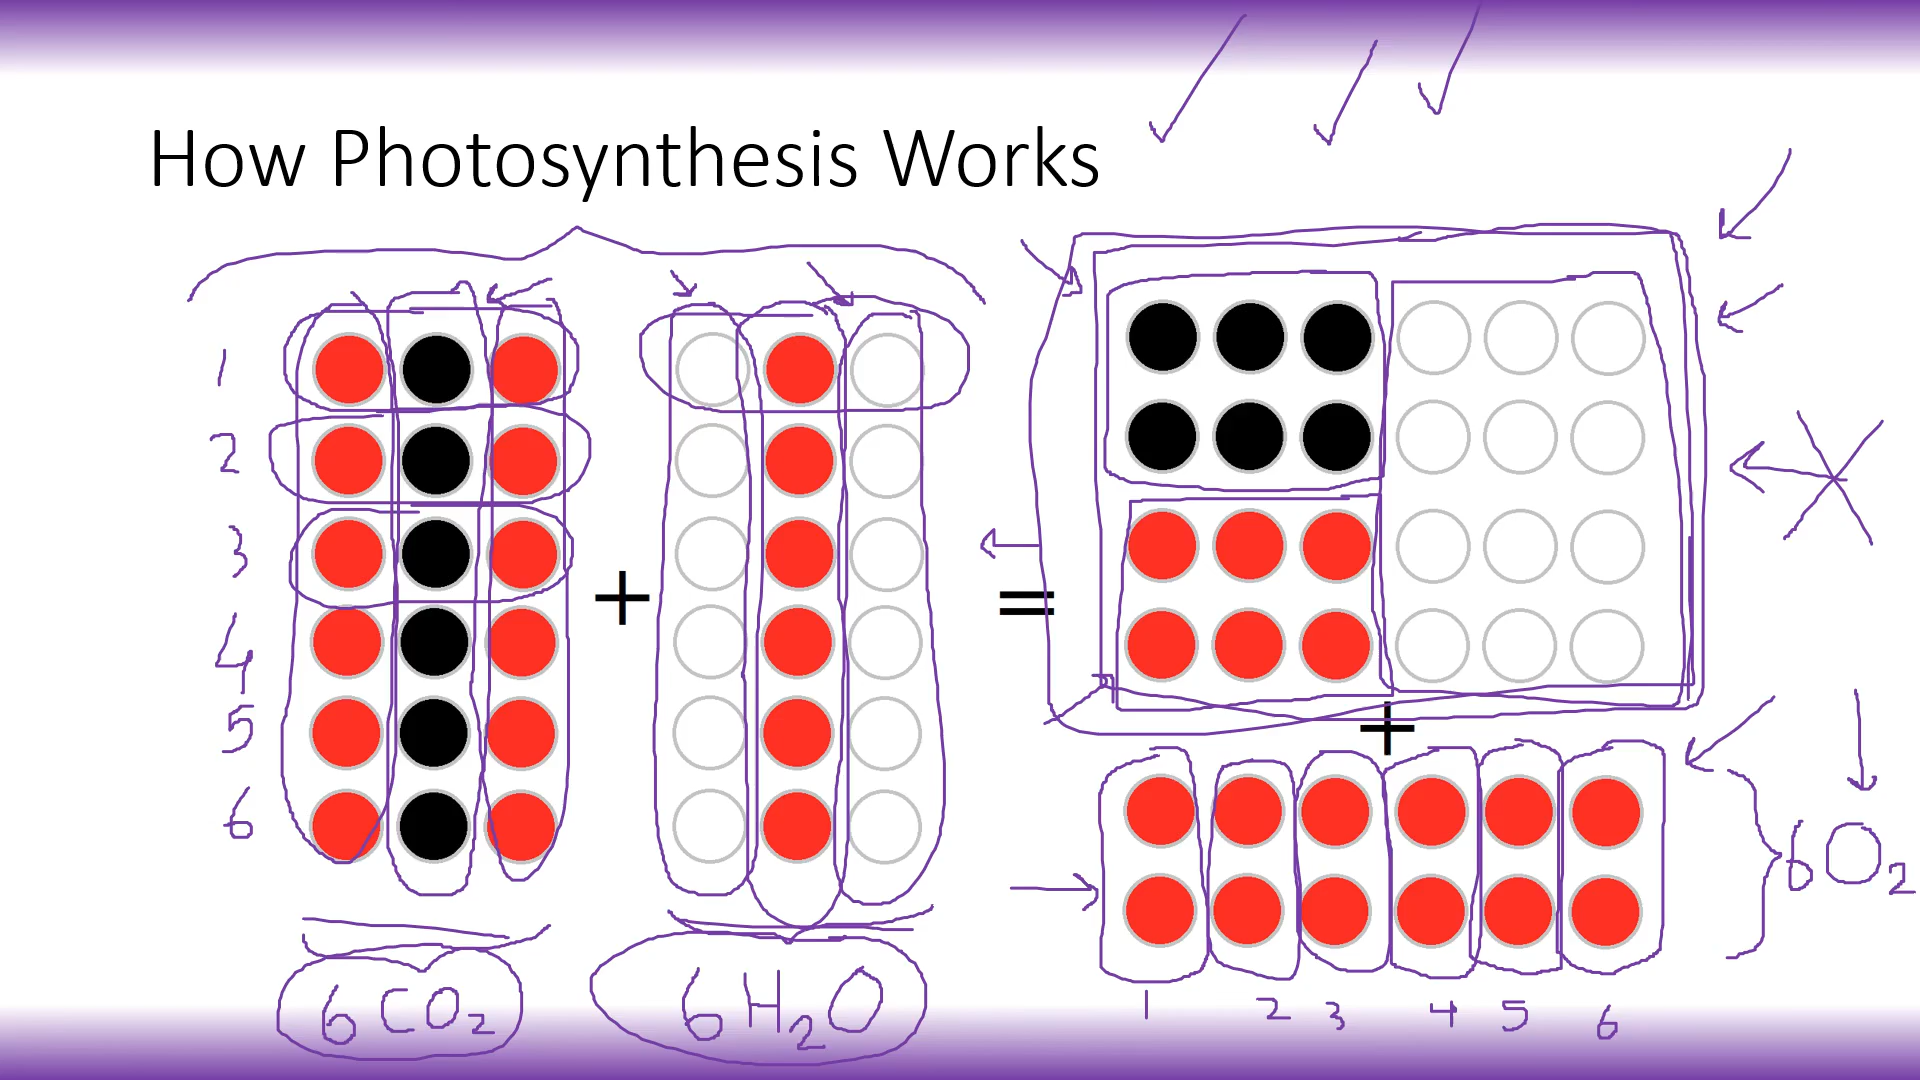 How Photosynthesis Works
1
2
3
4
5
6
+
=
+
6CO₂
6H₂O
6O₂
1 2 3 4 5 6